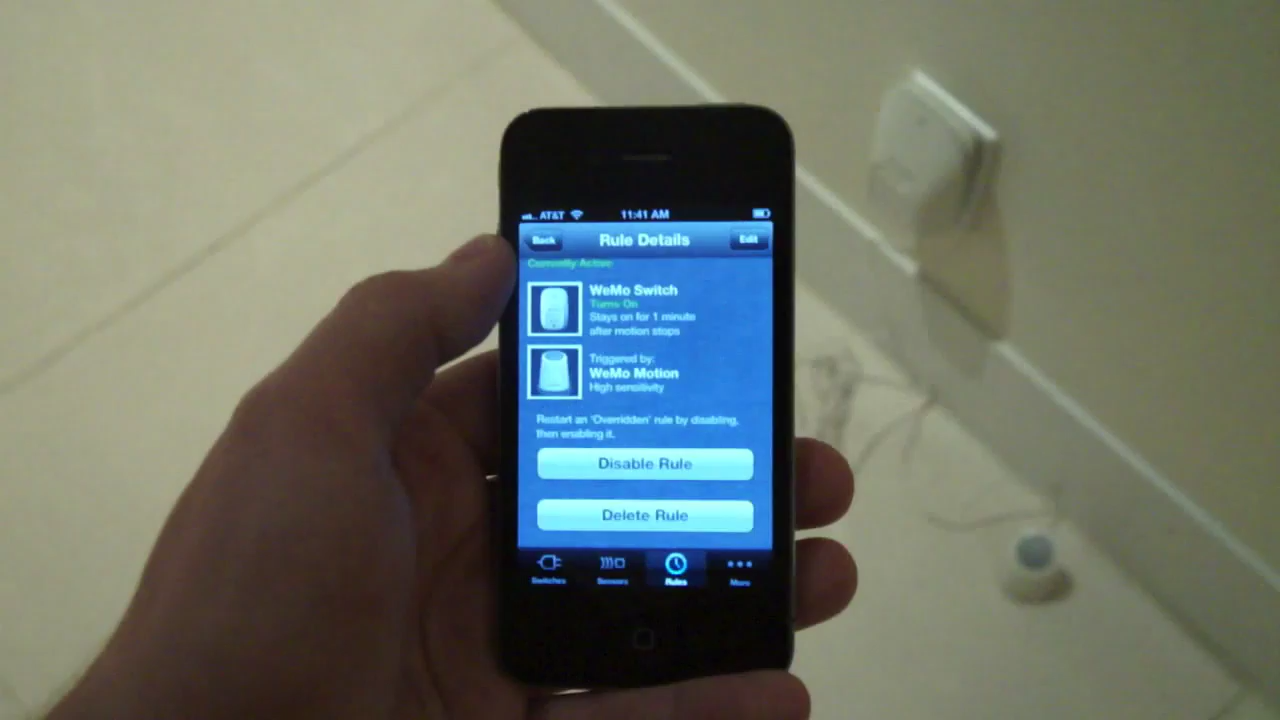 AT&T 11:41 AM
Back Rule Details Edit
Currently Active
WeMo Switch
Turns On
Stays on for 1 minute
after motion stops
Triggered by:
WeMo Motion
High sensitivity
Restart an 'Overridden' rule by disabling,
then enabling it.
Disable Rule
Delete Rule
Switches Sensors Rules More